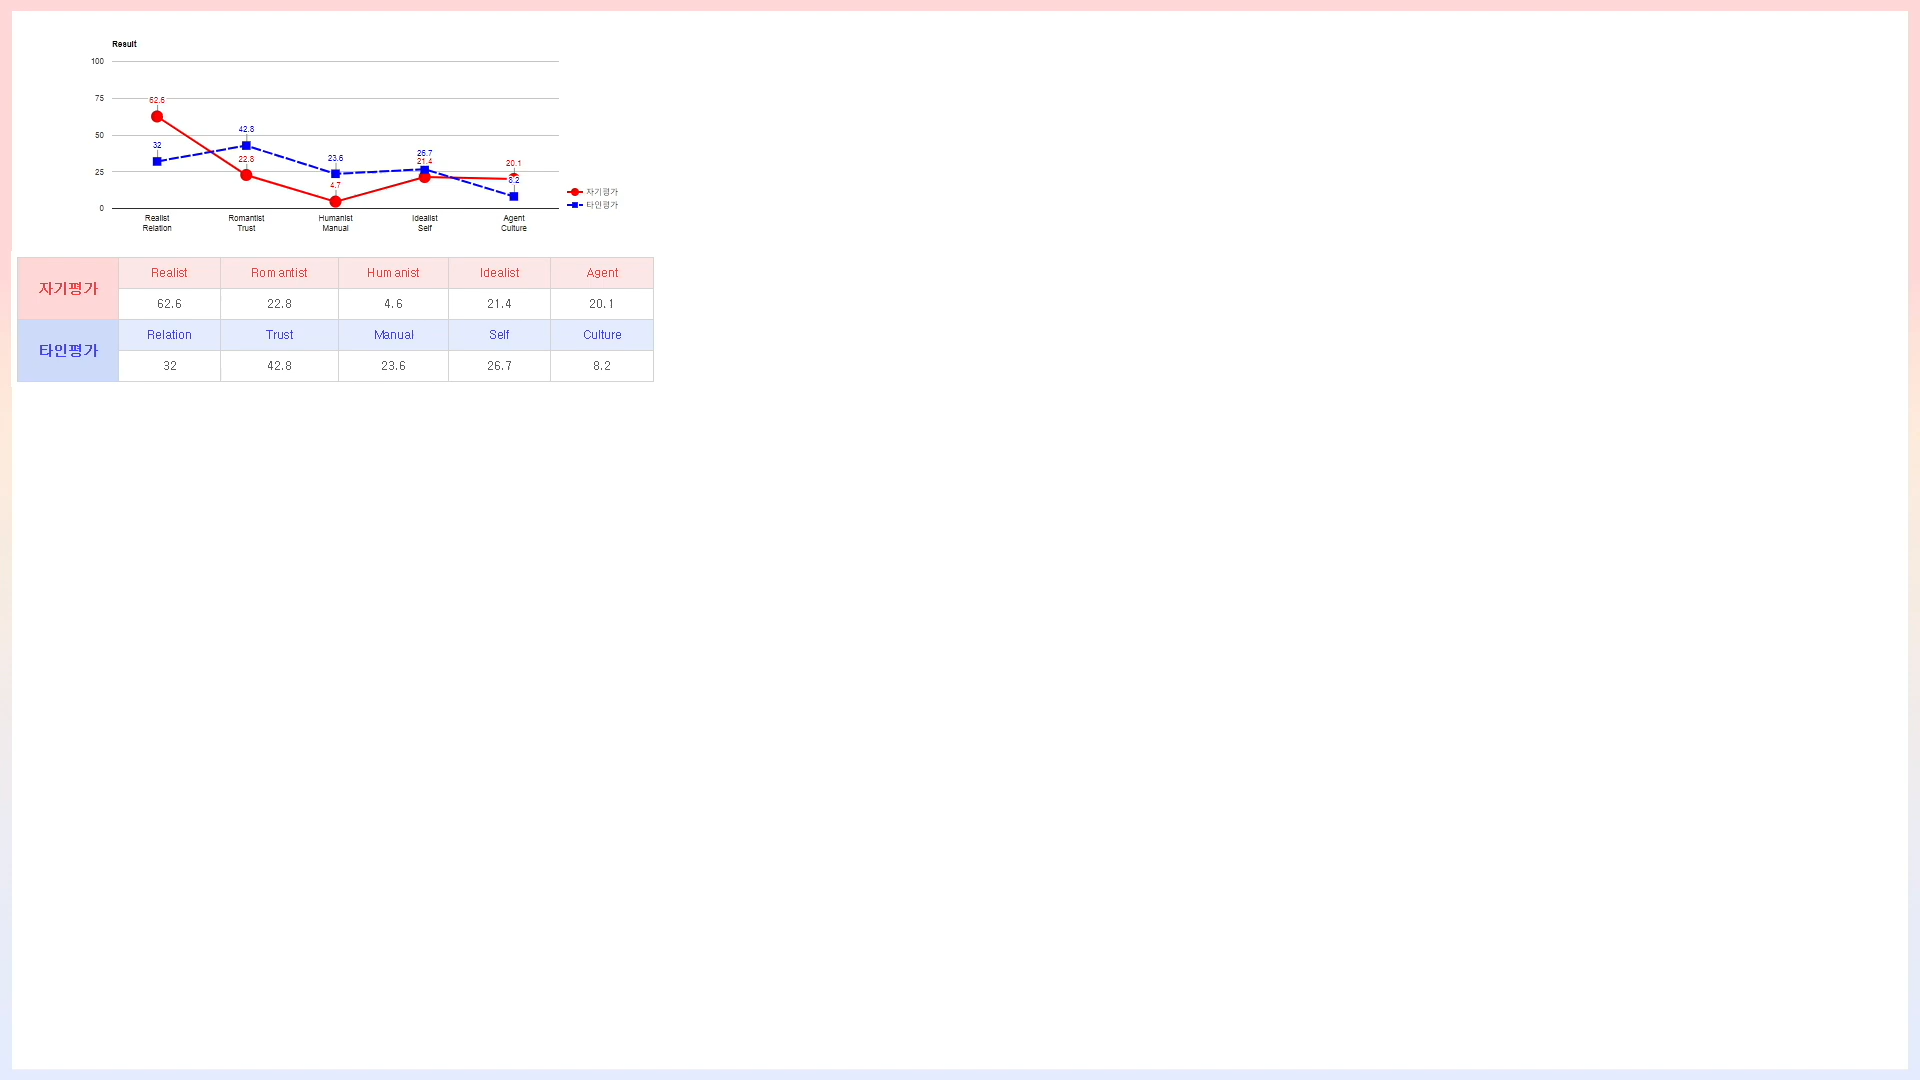 Result
100
75
50
25
0
62.6
32
42.8
22.8
23.6
4.7
26.7
21.4
20.1
8.2
Realist Romantist Humanist Idealist Agent
Relation Trust Manual Self Culture
자기평가
타인평가
자기평가 Realist Romantist Humanist Idealist Agent
62.6 22.8 4.6 21.4 20.1
타인평가 Relation Trust Manual Self Culture
32 42.8 23.6 26.7 8.2